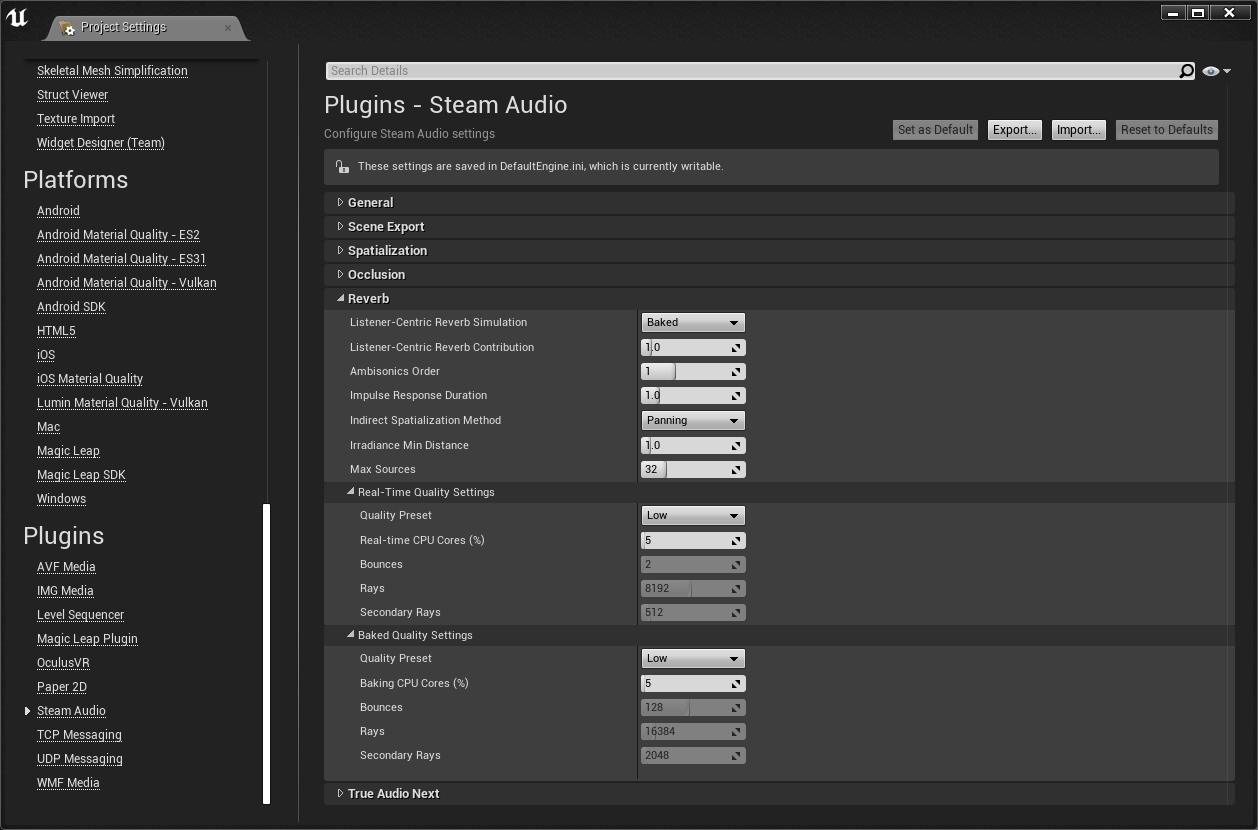 Project Settings
Skeletal Mesh Simplification
Struct Viewer
Texture Import
Widget Designer (Team)
Platforms
Android
Android Material Quality - ES2
Android Material Quality - ES31
Android Material Quality - Vulkan
Android SDK
HTML5
iOS
iOS Material Quality
Lumin Material Quality - Vulkan
Mac
Magic Leap
Magic Leap SDK
Windows
Plugins
AVF Media
IMG Media
Level Sequencer
Magic Leap Plugin
OculusVR
Paper 2D
Steam Audio
TCP Messaging
UDP Messaging
WMF Media
Search Details
Plugins - Steam Audio
Configure Steam Audio settings
Set as Default Export... Import... Reset to Defaults
These settings are saved in DefaultEngine.ini, which is currently writable.
General
Scene Export
Spatialization
Occlusion
Reverb
Listener-Centric Reverb Simulation Baked
Listener-Centric Reverb Contribution 1.0
Ambisonics Order 1
Impulse Response Duration 1.0
Indirect Spatialization Method Panning
Irradiance Min Distance 1.0
Max Sources 32
Real-Time Quality Settings
Quality Preset Low
Real-time CPU Cores (%) 5
Bounces 2
Rays 8192
Secondary Rays 512
Baked Quality Settings
Quality Preset Low
Baking CPU Cores (%) 5
Bounces 128
Rays 16384
Secondary Rays 2048
True Audio Next